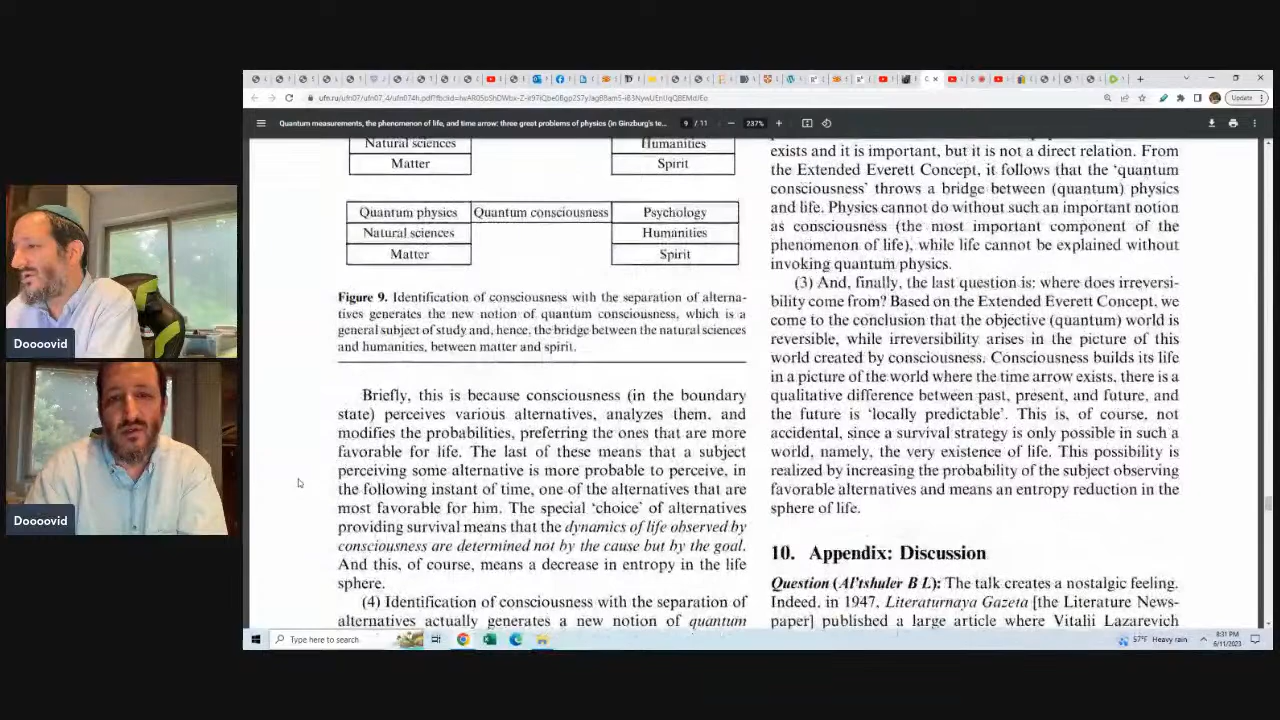 Quantum measurements, the phenomenon of life, and time arrow: three great problems of physics (in Ginzburg's te...
9 / 11
237%
Update
Natural sciences
Humanities
Matter
Spirit
Quantum physics Quantum consciousness Psychology
Natural sciences
Humanities
Matter
Spirit
Figure 9. Identification of consciousness with the separation of alterna-
tives generates the new notion of quantum consciousness, which is a
general subject of study and, hence, the bridge between the natural sciences
and humanities, between matter and spirit.
Briefly, this is because consciousness (in the boundary
state) perceives various alternatives, analyzes them, and
modifies the probabilities, preferring the ones that are more
favorable for life. The last of these means that a subject
perceiving some alternative is more probable to perceive, in
the following instant of time, one of the alternatives that are
most favorable for him. The special 'choice' of alternatives
providing survival means that the dynamics of life observed by
consciousness are determined not by the cause but by the goal.
And this, of course, means a decrease in entropy in the life
sphere.
(4) Identification of consciousness with the separation of
alternatives actually generates a new notion of quantum
exists and it is important, but it is not a direct relation. From
the Extended Everett Concept, it follows that the 'quantum
consciousness' throws a bridge between (quantum) physics
and life. Physics cannot do without such an important notion
as consciousness (the most important component of the
phenomenon of life), while life cannot be explained without
invoking quantum physics.
(3) And, finally, the last question is: where does irreversi-
bility come from? Based on the Extended Everett Concept, we
come to the conclusion that the objective (quantum) world is
reversible, while irreversibility arises in the picture of this
world created by consciousness. Consciousness builds its life
in a picture of the world where the time arrow exists, there is a
qualitative difference between past, present, and future, and
the future is 'locally predictable'. This is, of course, not
accidental, since a survival strategy is only possible in such a
world, namely, the very existence of life. This possibility is
realized by increasing the probability of the subject observing
favorable alternatives and means an entropy reduction in the
sphere of life.
10. Appendix: Discussion
Question (Al'tshuler B L): The talk creates a nostalgic feeling.
Indeed, in 1947, Literaturnaya Gazeta [the Literature News-
paper] published a large article where Vitalii Lazarevich
Doooovid
Doooovid
Type here to search
57°F Heavy rain
8:31 PM
6/11/2023